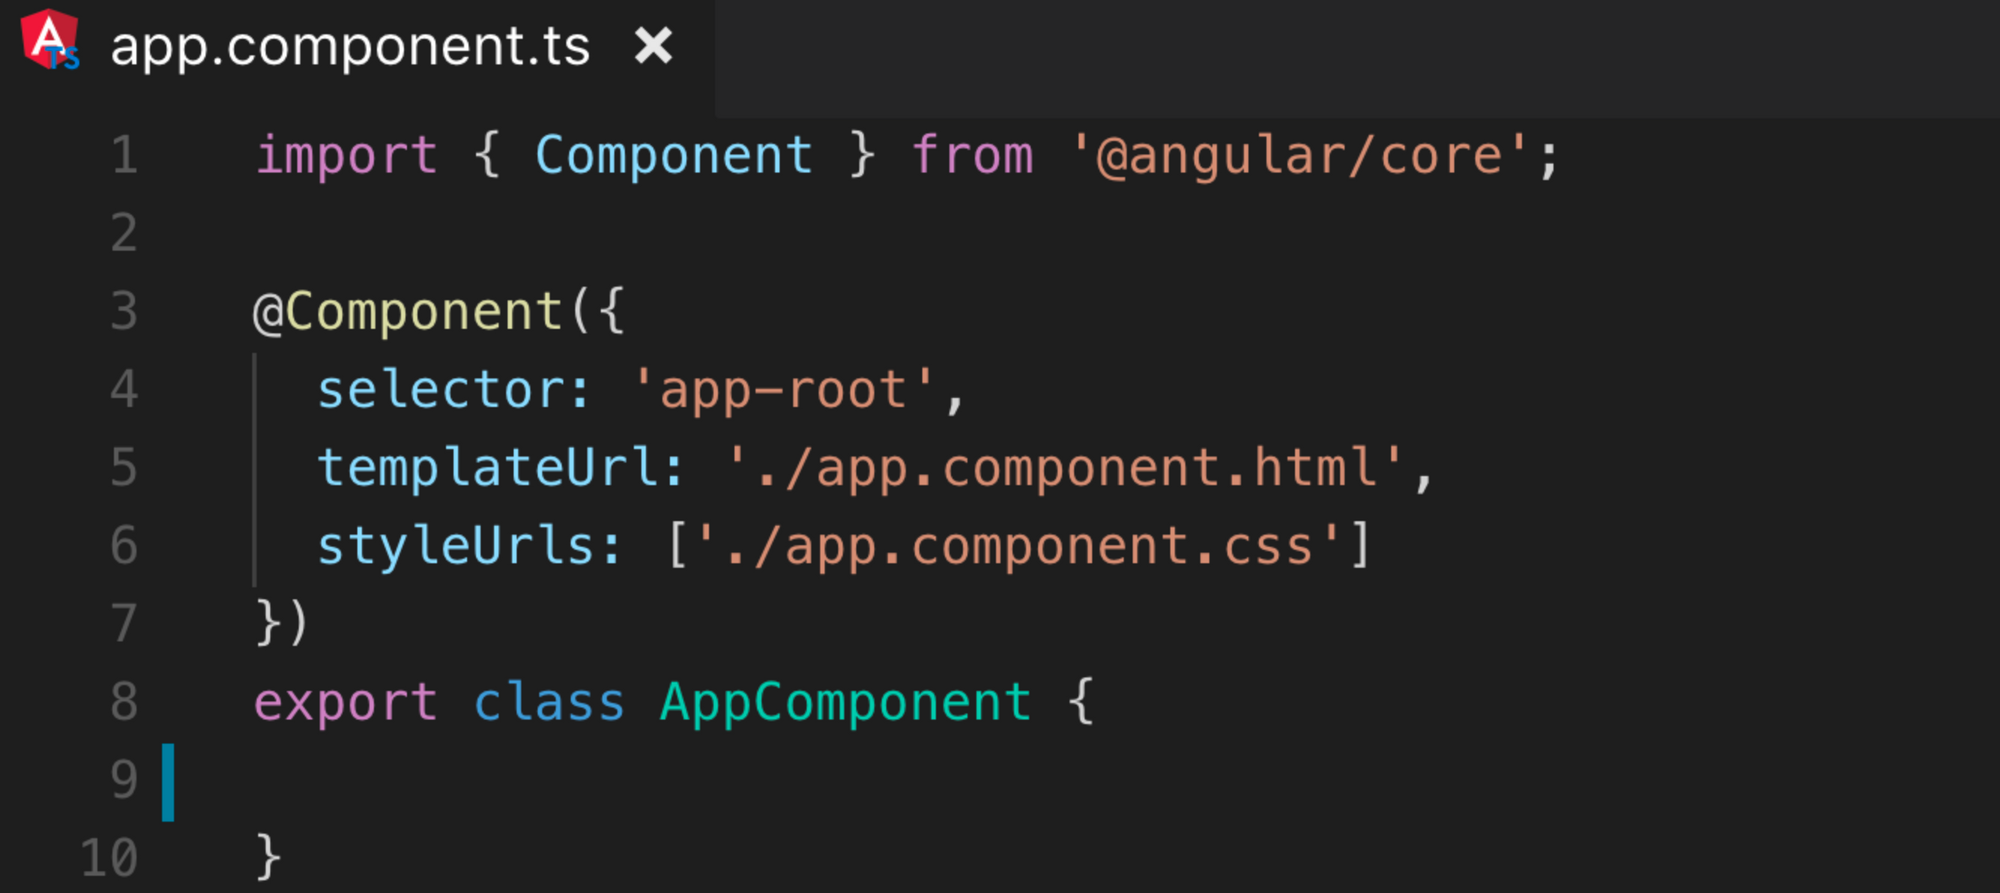 A TS app.component.ts ×
1 import { Component } from '@angular/core';
2
3 @Component({
4   selector: 'app-root',
5   templateUrl: './app.component.html',
6   styleUrls: ['./app.component.css']
7 })
8 export class AppComponent {
9
10 }